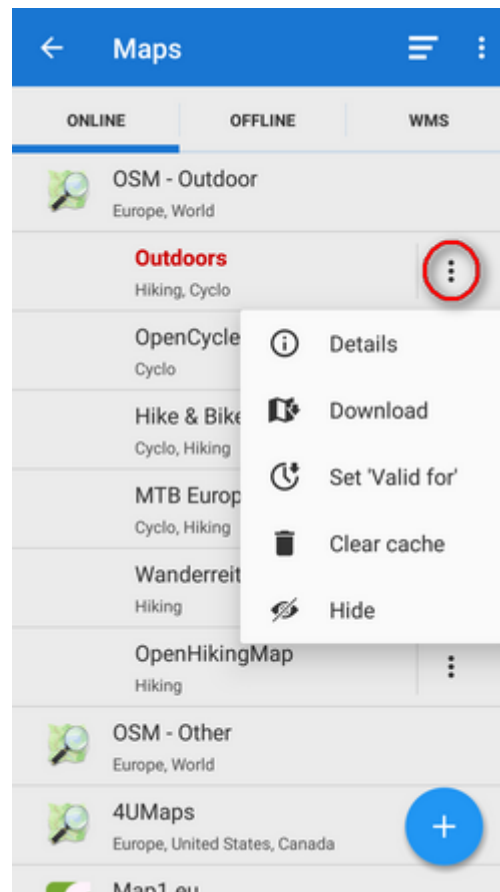 Maps
ONLINE OFFLINE WMS
OSM - Outdoor
Europe, World
Outdoors
Hiking, Cyclo
OpenCycle
Cyclo
Details
Hike & Bike
Cyclo, Hiking
Download
MTB Europ
Cyclo, Hiking
Set 'Valid for'
Wanderreit
Hiking
Clear cache
Hide
OpenHikingMap
Hiking
OSM - Other
Europe, World
4UMaps
Europe, United States, Canada
Map1.eu